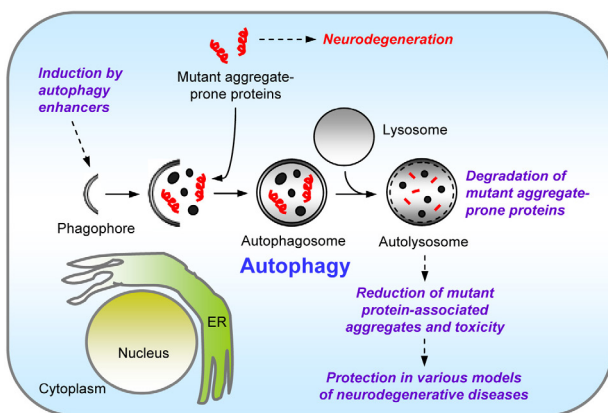 Neurodegeneration
Mutant aggregate-
prone proteins
Induction by
autophagy
enhancers
Lysosome
Phagophore
Autophagosome
Autolysosome
Degradation of
mutant aggregate-
prone proteins
Autophagy
Reduction of mutant
protein-associated
aggregates and toxicity
ER
Nucleus
Cytoplasm
Protection in various models
of neurodegenerative diseases